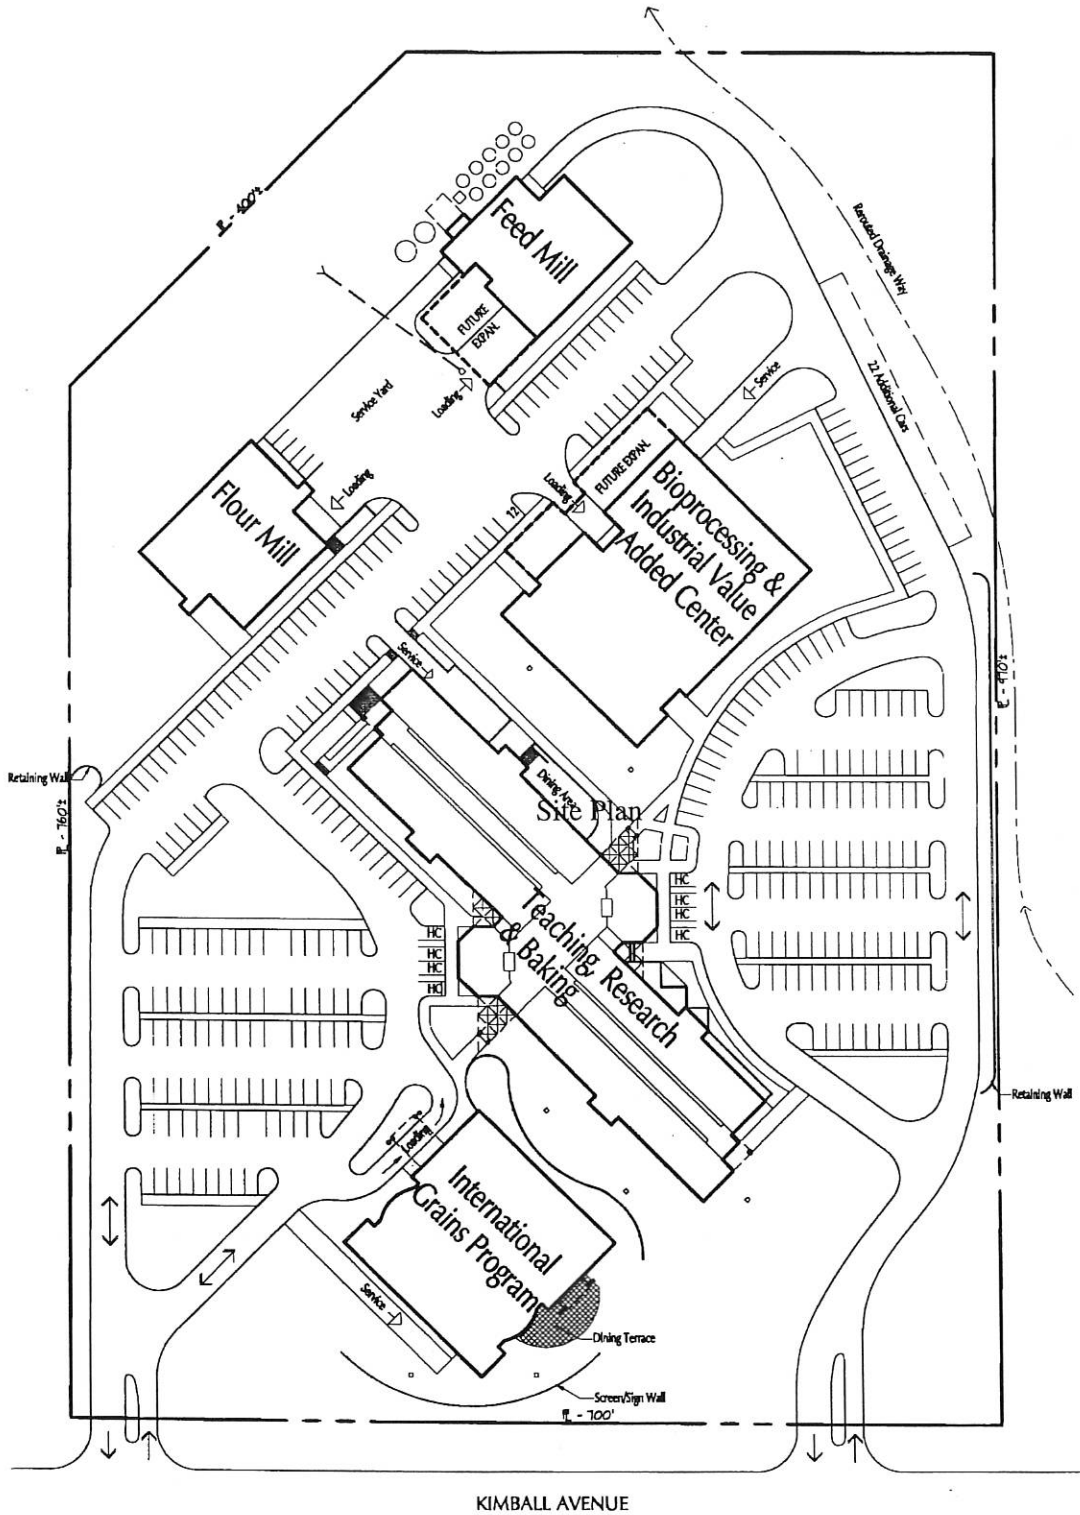 ℄ - 400'±
Feed Mill
FUTURE
EXPAN.
Rerouted Drainage Way
22 Additional Cars
Service Yard
Loading
Service
Flour Mill
Loading
Loading
FUTURE EXPAN.
12
Bioprocessing &
Industrial Value
Added Center
Service
Retaining Wall
Dining Area
Site Plan
HC
HC
HC
HC
HC
HC
HC
HC
Teaching, Research
& Baking
Retaining Wall
Loading
International
Grains Program
Service
Dining Terrace
Screen/Sign Wall
℄ - 700'
℄ - 760'±
℄ - 970'±
KIMBALL AVENUE